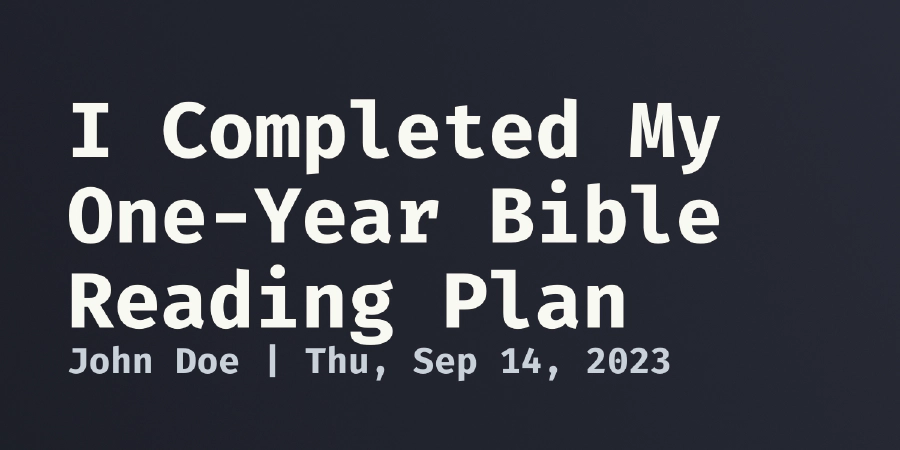 I Completed My
One-Year Bible
Reading Plan
John Doe | Thu, Sep 14, 2023